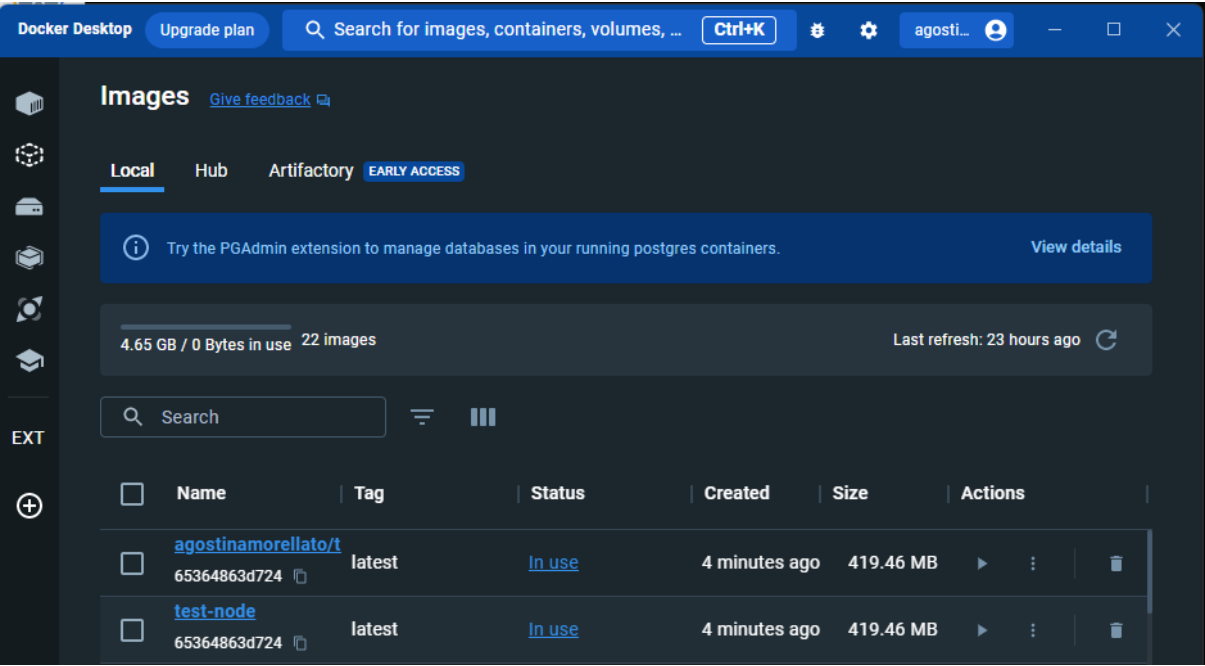 Docker Desktop Upgrade plan Search for images, containers, volumes, ... Ctrl+K agosti...
Images Give feedback
Local Hub Artifactory EARLY ACCESS
Try the PGAdmin extension to manage databases in your running postgres containers. View details
4.65 GB / 0 Bytes in use 22 images Last refresh: 23 hours ago
Search
EXT
Name Tag Status Created Size Actions
agostinamorellato/t
latest In use 4 minutes ago 419.46 MB
65364863d724
test-node
latest In use 4 minutes ago 419.46 MB
65364863d724